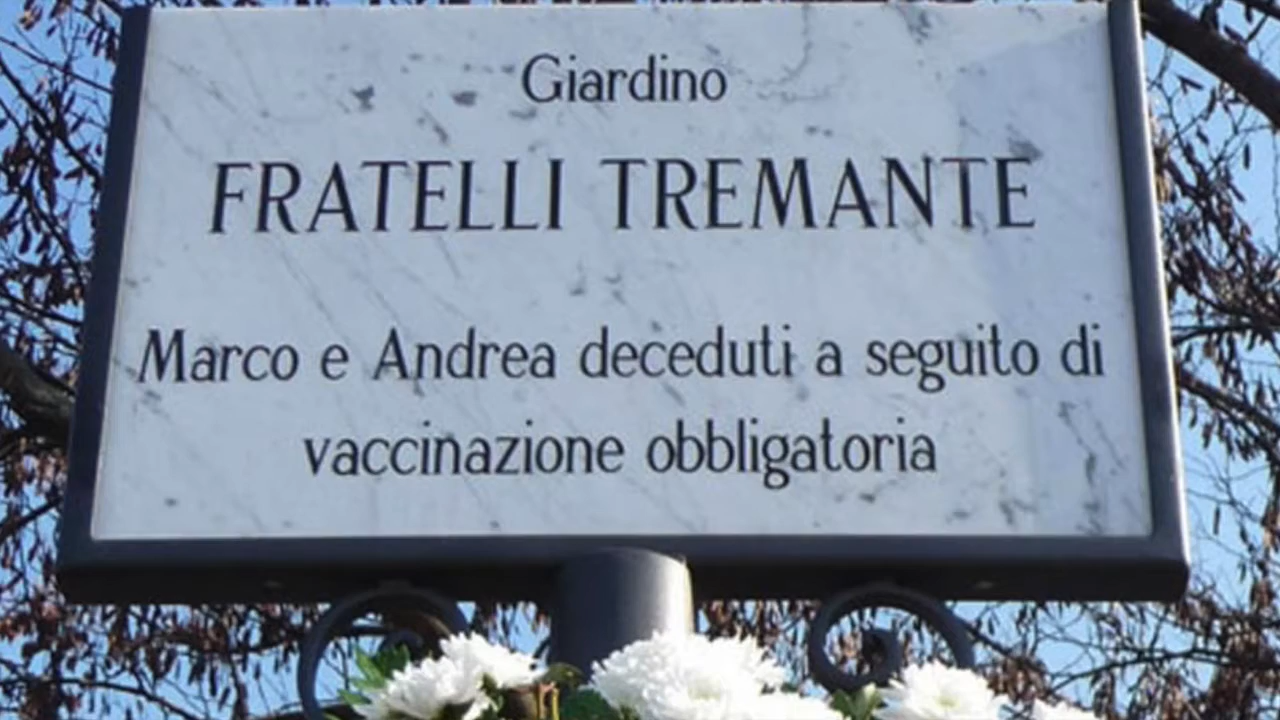 Giardino
FRATELLI TREMANTE
Marco e Andrea deceduti a seguito di
vaccinazione obbligatoria